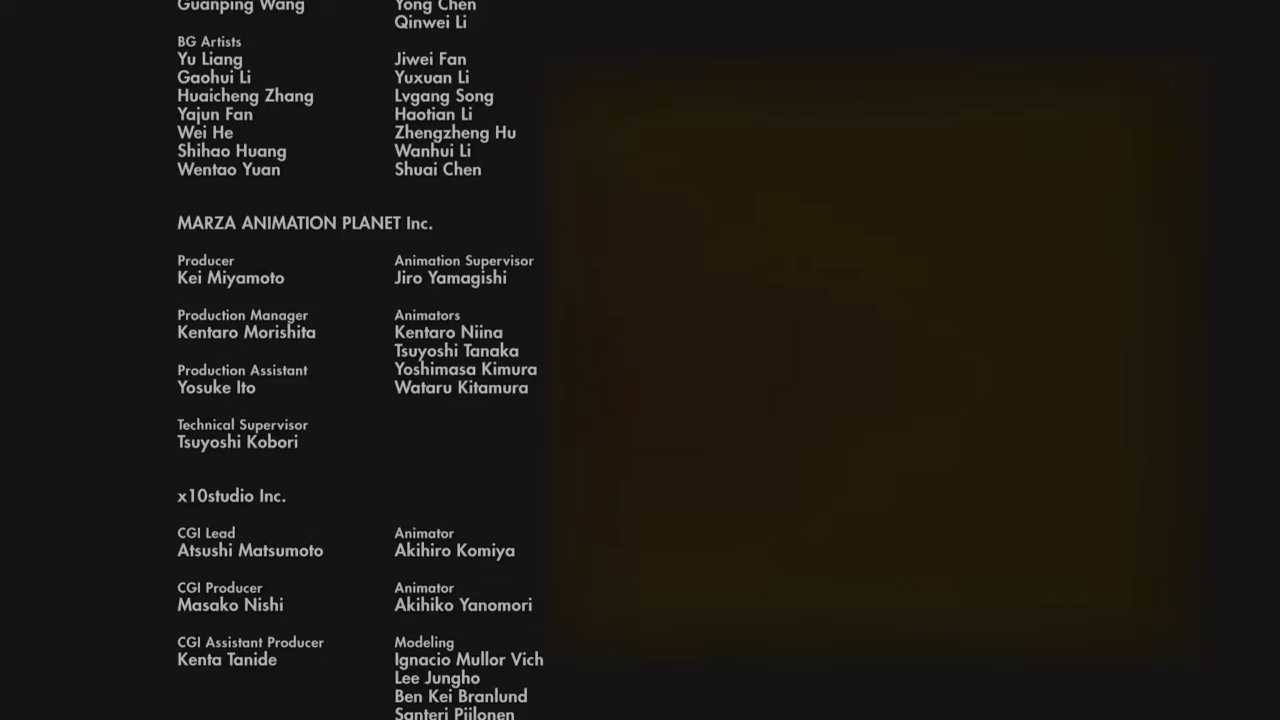 Guanping Wang
Yong Chen
Qinwei Li
BG Artists
Yu Liang
Jiwei Fan
Gaohui Li
Yuxuan Li
Huaicheng Zhang
Lvgang Song
Yajun Fan
Haotian Li
Wei He
Zhengzheng Hu
Shihao Huang
Wanhui Li
Wentao Yuan
Shuai Chen
MARZA ANIMATION PLANET Inc.
Producer
Kei Miyamoto
Animation Supervisor
Jiro Yamagishi
Production Manager
Kentaro Morishita
Animators
Kentaro Niina
Tsuyoshi Tanaka
Yoshimasa Kimura
Wataru Kitamura
Production Assistant
Yosuke Ito
Technical Supervisor
Tsuyoshi Kobori
x10studio Inc.
CGI Lead
Atsushi Matsumoto
Animator
Akihiro Komiya
CGI Producer
Masako Nishi
Animator
Akihiko Yanomori
CGI Assistant Producer
Kenta Tanide
Modeling
Ignacio Mullor Vich
Lee Jungho
Ben Kei Branlund
Santeri Piilonen